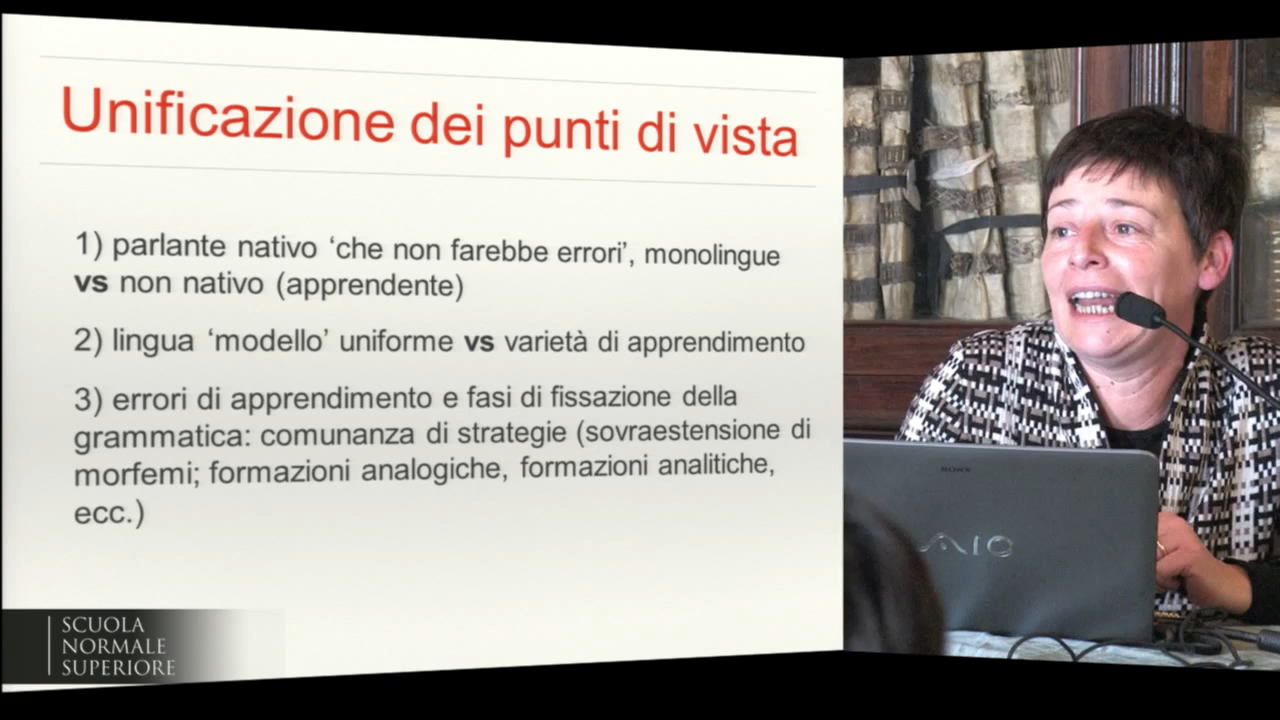 Unificazione dei punti di vista
1) parlante nativo ‘che non farebbe errori’, monolingue
vs non nativo (apprendente)
2) lingua ‘modello’ uniforme vs varietà di apprendimento
3) errori di apprendimento e fasi di fissazione della
grammatica: comunanza di strategie (sovraestensione di
morfemi; formazioni analogiche, formazioni analitiche,
ecc.)
SCUOLA
NORMALE
SUPERIORE
SONY
VAIO